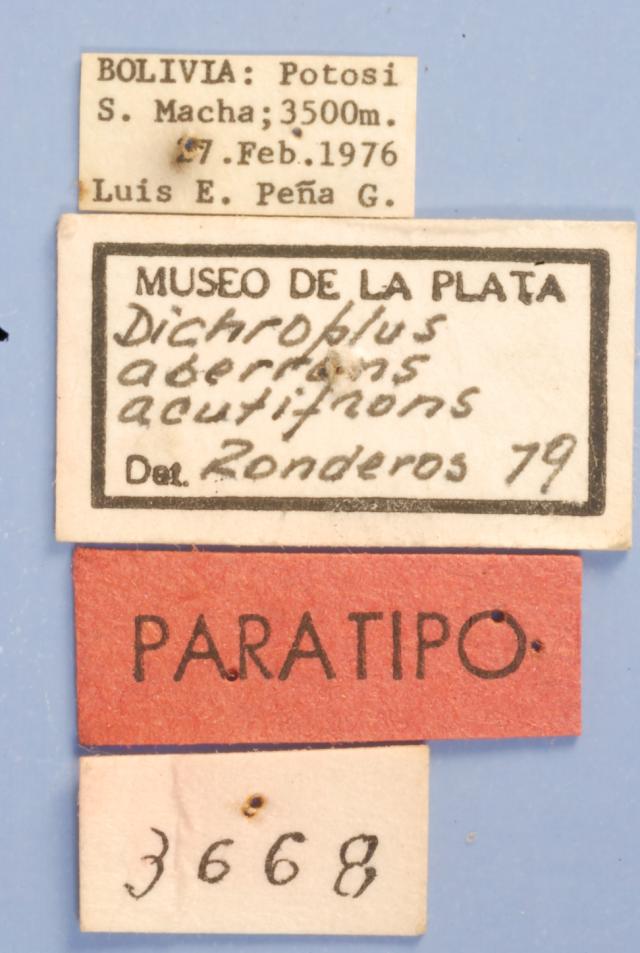 BOLIVIA: Potosi
S. Macha; 3500m.
27.Feb.1976
Luis E. Peña G.
MUSEO DE LA PLATA
Dichroplus
aberrans
acutifrons
Det. Ronderos 79
PARATIPO
3668